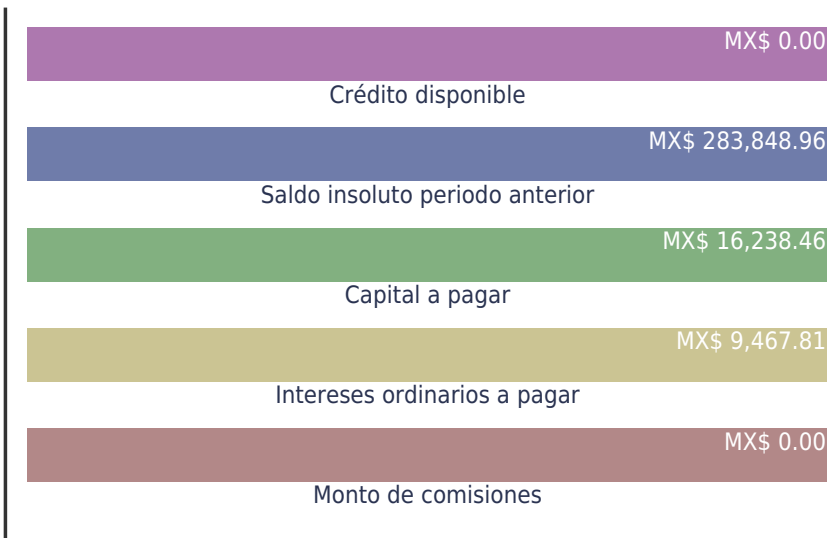 MX$ 0.00
Crédito disponible
MX$ 283,848.96
Saldo insoluto periodo anterior
MX$ 16,238.46
Capital a pagar
MX$ 9,467.81
Intereses ordinarios a pagar
MX$ 0.00
Monto de comisiones